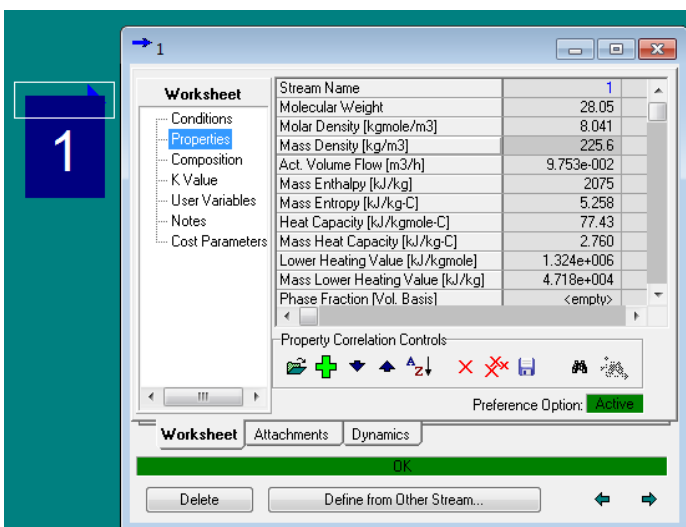 1
1
Worksheet
Conditions
Properties
Composition
K Value
User Variables
Notes
Cost Parameters
Stream Name 1
Molecular Weight 28.05
Molar Density [kgmole/m3] 8.041
Mass Density [kg/m3] 225.6
Act. Volume Flow [m3/h] 9.753e-002
Mass Enthalpy [kJ/kg] 2075
Mass Entropy [kJ/kg-C] 5.258
Heat Capacity [kJ/kgmole-C] 77.43
Mass Heat Capacity [kJ/kg-C] 2.760
Lower Heating Value [kJ/kgmole] 1.324e+006
Mass Lower Heating Value [kJ/kg] 4.718e+004
Phase Fraction [Vol. Basis] <empty>
Property Correlation Controls
A
Z
Preference Option: Active
Worksheet Attachments Dynamics
OK
Delete Define from Other Stream...